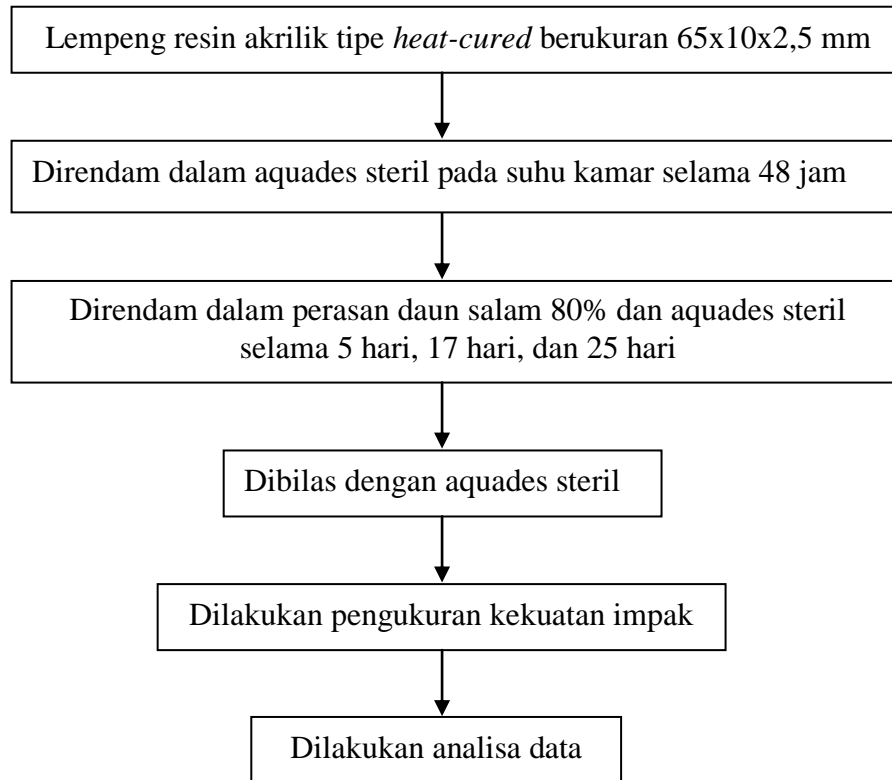 Lempeng resin akrilik tipe heat-cured berukuran 65x10x2,5 mm
Direndam dalam aquades steril pada suhu kamar selama 48 jam
Direndam dalam perasan daun salam 80% dan aquades steril
selama 5 hari, 17 hari, dan 25 hari
Dibilas dengan aquades steril
Dilakukan pengukuran kekuatan impak
Dilakukan analisa data